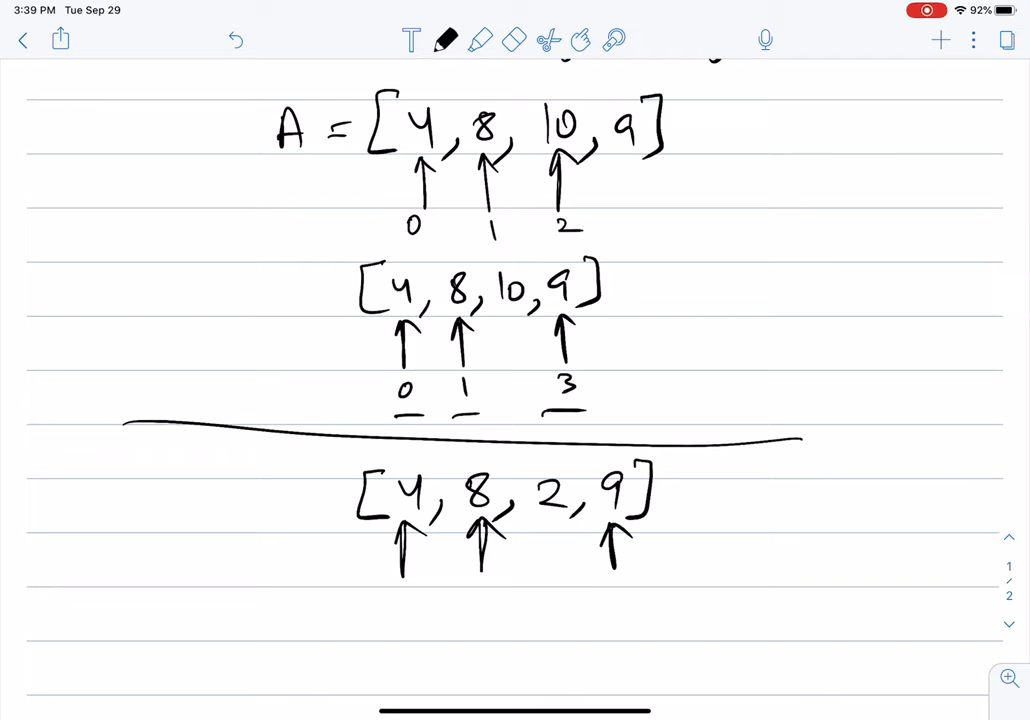 3:39 PM Tue Sep 29
92%
T
A = [4, 8, 10, 9]
0 1 2
[4, 8, 10, 9]
0 1 3
[4, 8, 2, 9]
1
/
2